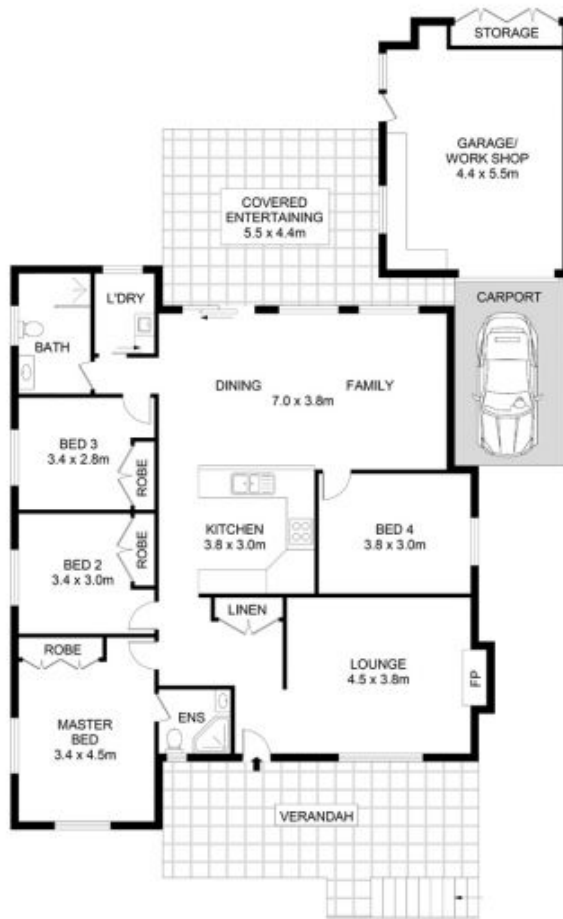 STORAGE
GARAGE/
WORK SHOP
4.4 x 5.5m
COVERED
ENTERTAINING
5.5 x 4.4m
L'DRY
CARPORT
BATH
DINING
FAMILY
7.0 x 3.8m
BED 3
3.4 x 2.8m
ROBE
KITCHEN
3.8 x 3.0m
BED 4
3.8 x 3.0m
BED 2
3.4 x 3.0m
ROBE
LINEN
ROBE
LOUNGE
4.5 x 3.8m
FP
MASTER
BED
3.4 x 4.5m
ENS
VERANDAH